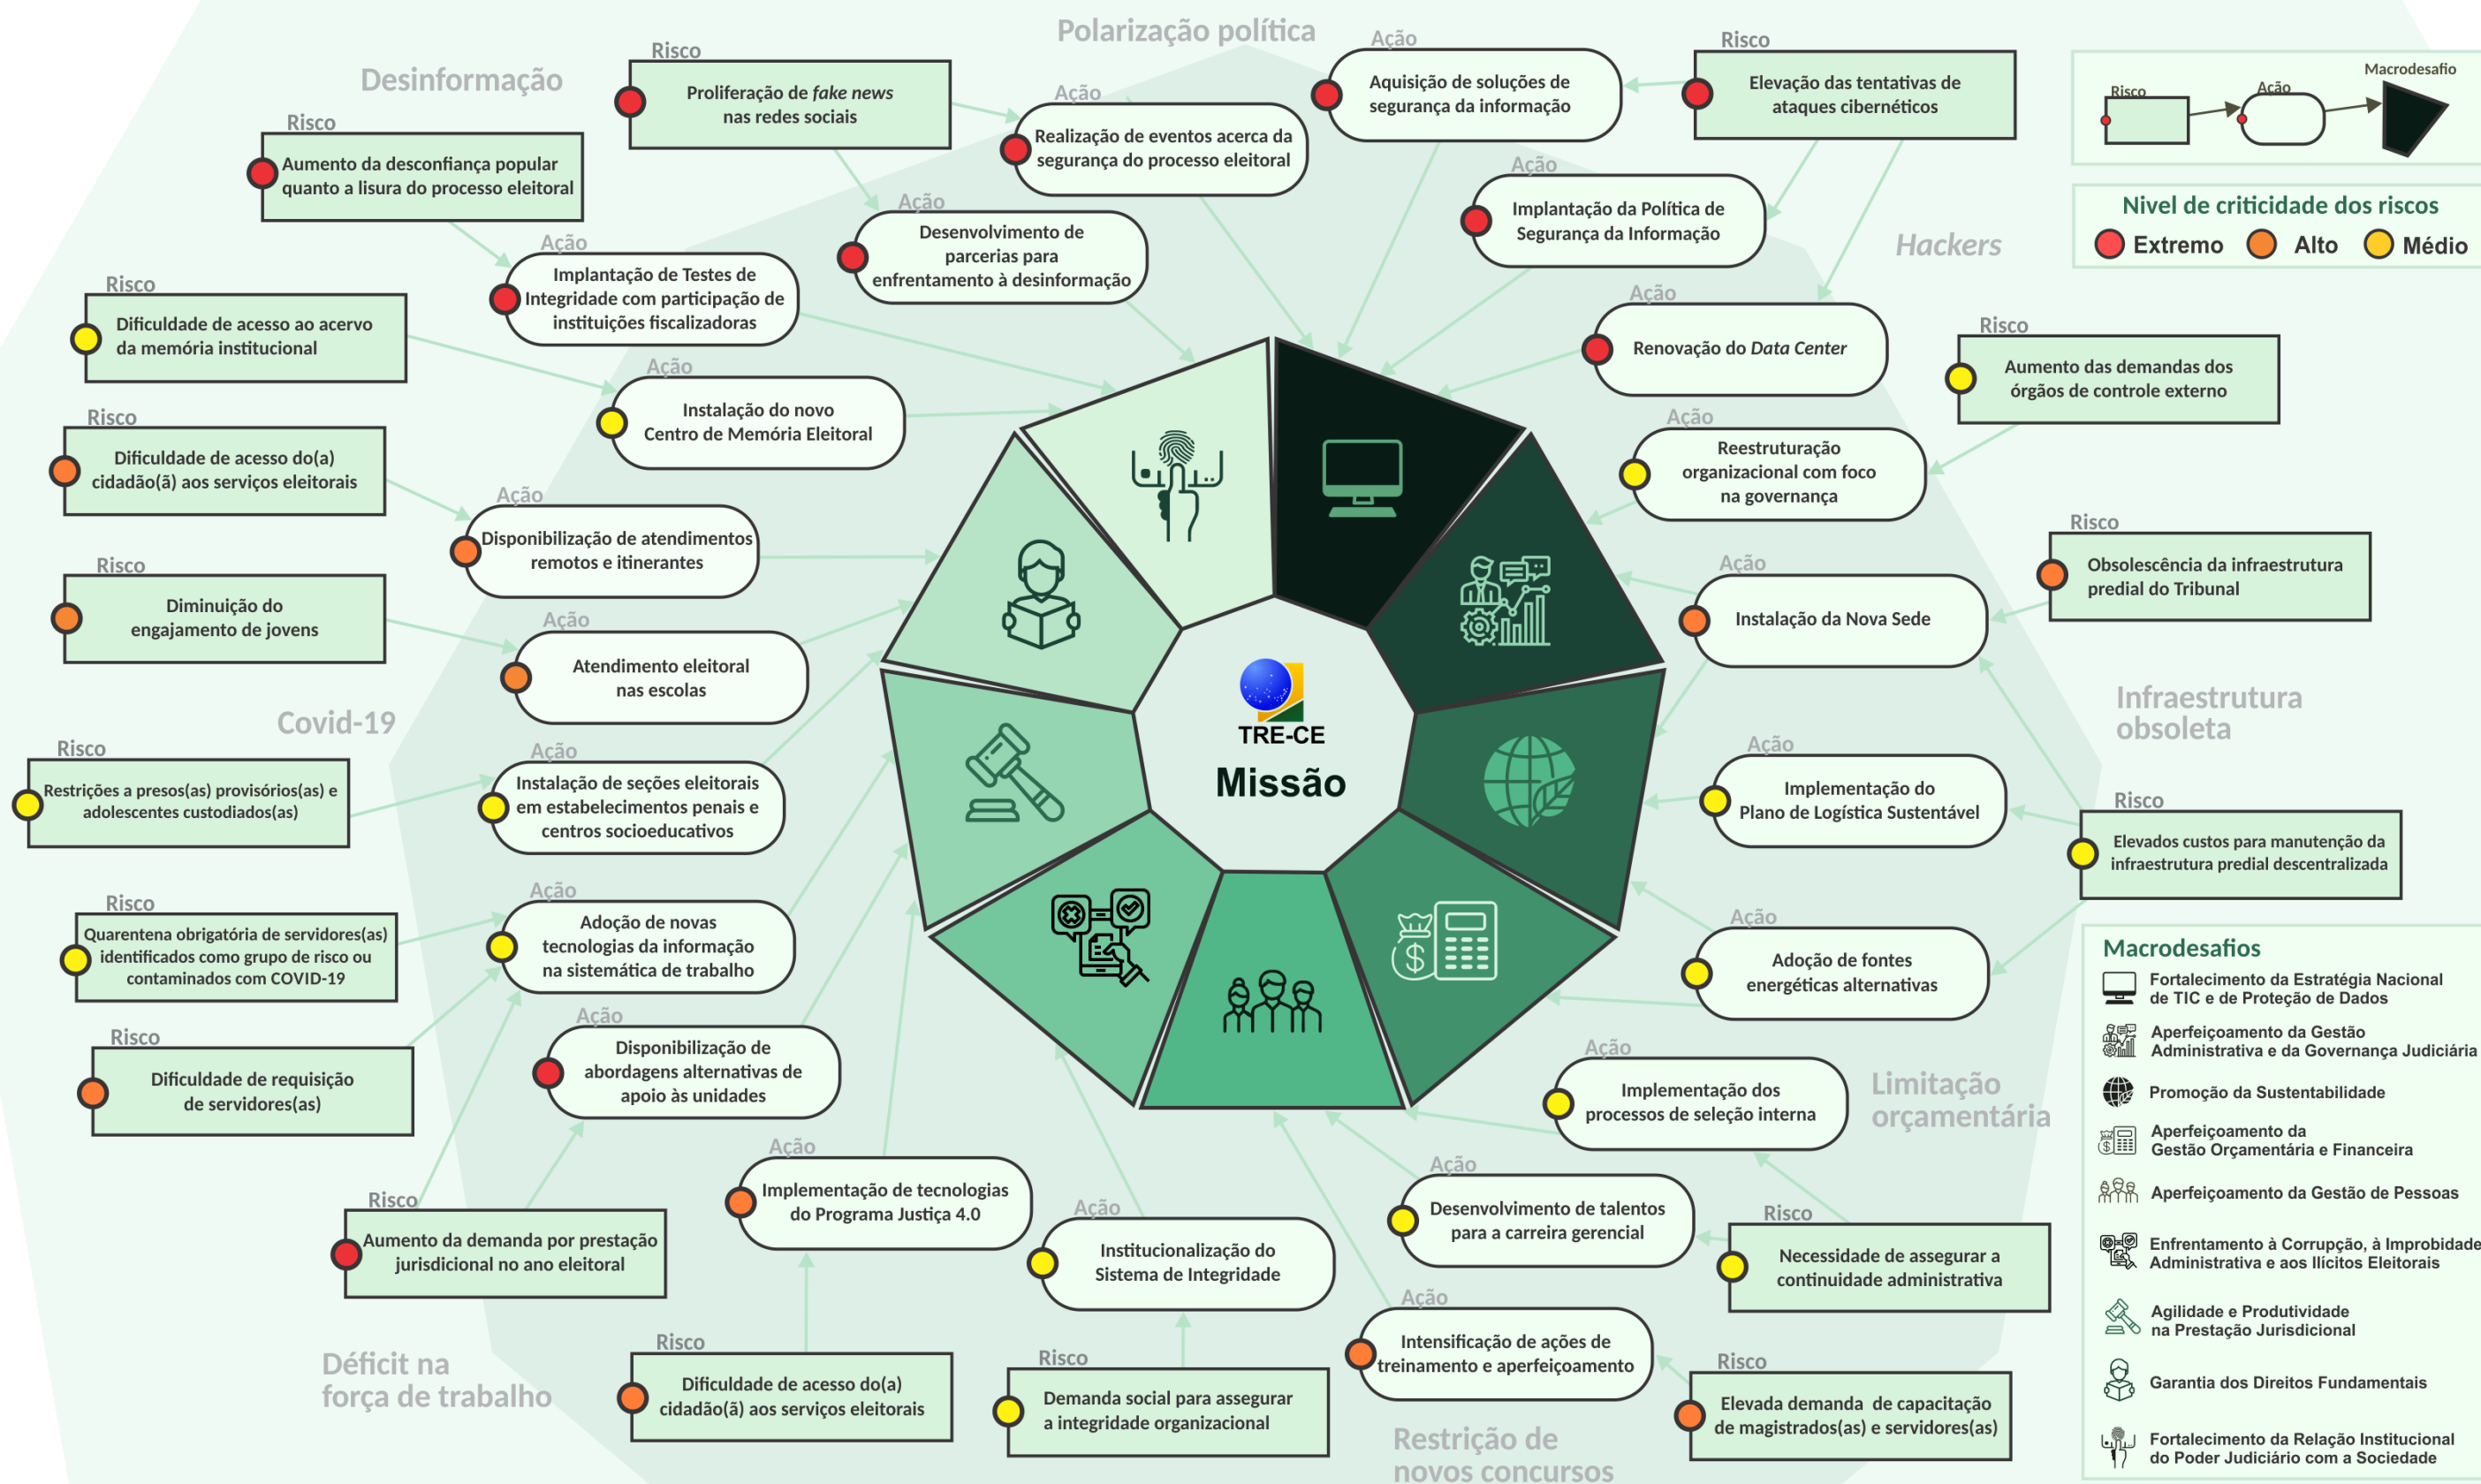 Polarização política
Desinformação
Risco
Proliferação de fake news
nas redes sociais
Ação
Aquisição de soluções de
segurança da informação
Risco
Elevação das tentativas de
ataques cibernéticos
Risco
Ação
Macrodesafio
Nivel de criticidade dos riscos
Extremo
Alto
Médio
Risco
Aumento da desconfiança popular
quanto a lisura do processo eleitoral
Ação
Realização de eventos acerca da
segurança do processo eleitoral
Ação
Implantação da Política de
Segurança da Informação
Hackers
Ação
Desenvolvimento de
parcerias para
enfrentamento à desinformação
Ação
Implantação de Testes de
Integridade com participação de
instituições fiscalizadoras
Risco
Dificuldade de acesso ao acervo
da memória institucional
Ação
Renovação do Data Center
Risco
Aumento das demandas dos
órgãos de controle externo
Ação
Instalação do novo
Centro de Memória Eleitoral
Risco
Dificuldade de acesso do(a)
cidadão(ã) aos serviços eleitorais
Ação
Reestruturação
organizacional com foco
na governança
Ação
Disponibilização de atendimentos
remotos e itinerantes
Risco
Obsolescência da infraestrutura
predial do Tribunal
Risco
Diminuição do
engajamento de jovens
Ação
Instalação da Nova Sede
Ação
Atendimento eleitoral
nas escolas
Infraestrutura
obsoleta
Covid-19
TRE-CE
Missão
Risco
Restrições a presos(as) provisórios(as) e
adolescentes custodiados(as)
Ação
Instalação de seções eleitorais
em estabelecimentos penais e
centros socioeducativos
Ação
Implementação do
Plano de Logística Sustentável
Risco
Elevados custos para manutenção da
infraestrutura predial descentralizada
Risco
Quarentena obrigatória de servidores(as)
identificados como grupo de risco ou
contaminados com COVID-19
Ação
Adoção de novas
tecnologias da informação
na sistemática de trabalho
Ação
Adoção de fontes
energéticas alternativas
Risco
Dificuldade de requisição
de servidores(as)
Ação
Disponibilização de
abordagens alternativas de
apoio às unidades
Ação
Implementação dos
processos de seleção interna
Limitação
orçamentária
Risco
Aumento da demanda por prestação
jurisdicional no ano eleitoral
Ação
Implementação de tecnologias
do Programa Justiça 4.0
Ação
Institucionalização do
Sistema de Integridade
Ação
Desenvolvimento de talentos
para a carreira gerencial
Risco
Necessidade de assegurar a
continuidade administrativa
Déficit na
força de trabalho
Risco
Dificuldade de acesso do(a)
cidadão(ã) aos serviços eleitorais
Risco
Demanda social para assegurar
a integridade organizacional
Ação
Intensificação de ações de
treinamento e aperfeiçoamento
Risco
Elevada demanda de capacitação
de magistrados(as) e servidores(as)
Restrição de
novos concursos
Macrodesafios
Fortalecimento da Estratégia Nacional
de TIC e de Proteção de Dados
Aperfeiçoamento da Gestão
Administrativa e da Governança Judiciária
Promoção da Sustentabilidade
Aperfeiçoamento da
Gestão Orçamentária e Financeira
Aperfeiçoamento da Gestão de Pessoas
Enfrentamento à Corrupção, à Improbidade
Administrativa e aos Ilícitos Eleitorais
Agilidade e Produtividade
na Prestação Jurisdicional
Garantia dos Direitos Fundamentais
Fortalecimento da Relação Institucional
do Poder Judiciário com a Sociedade